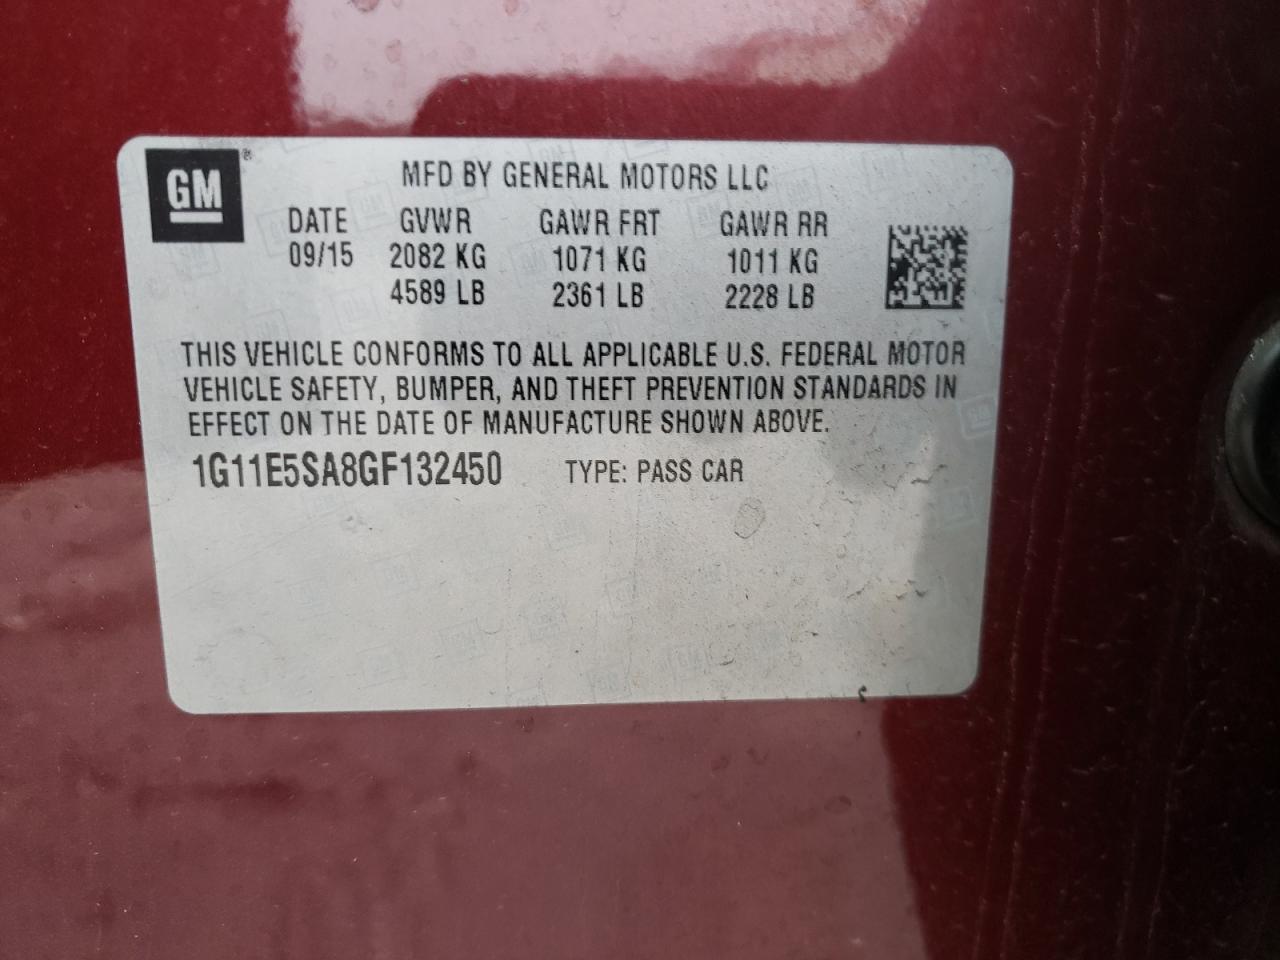 GM®
MFD BY GENERAL MOTORS LLC
DATE GVWR GAWR FRT GAWR RR
09/15 2082 KG 1071 KG 1011 KG
4589 LB 2361 LB 2228 LB
THIS VEHICLE CONFORMS TO ALL APPLICABLE U.S. FEDERAL MOTOR
VEHICLE SAFETY, BUMPER, AND THEFT PREVENTION STANDARDS IN
EFFECT ON THE DATE OF MANUFACTURE SHOWN ABOVE.
1G11E5SA8GF132450 TYPE: PASS CAR